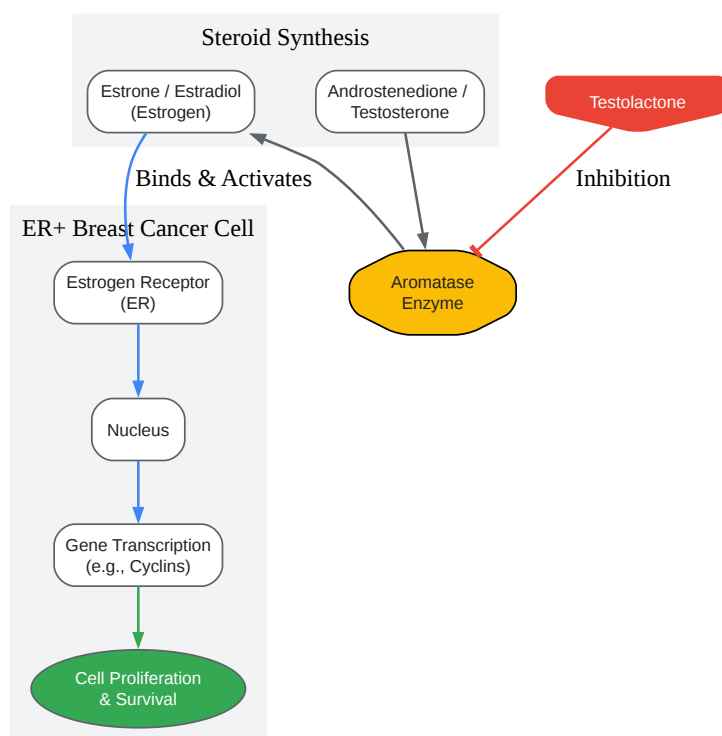 Steroid Synthesis
Estrone / Estradiol
(Estrogen)
Androstenedione /
Testosterone
Testolactone
Binds & Activates
Inhibition
ER+ Breast Cancer Cell
Estrogen Receptor
(ER)
Aromatase
Enzyme
Nucleus
Gene Transcription
(e.g., Cyclins)
Cell Proliferation
& Survival